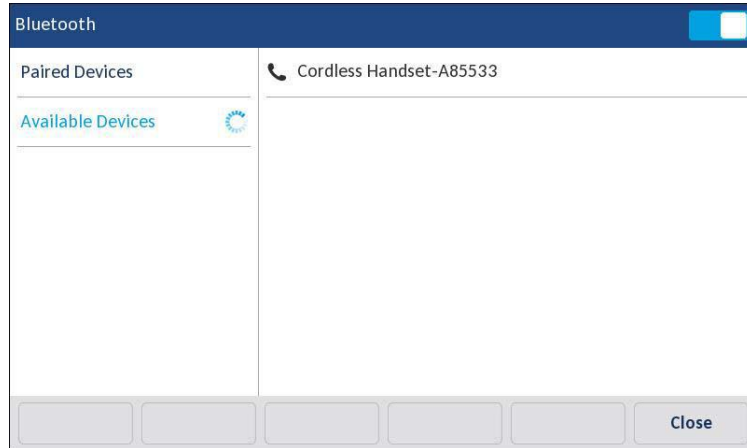 Bluetooth
Paired Devices
Available Devices
Cordless Handset-A85533
Close